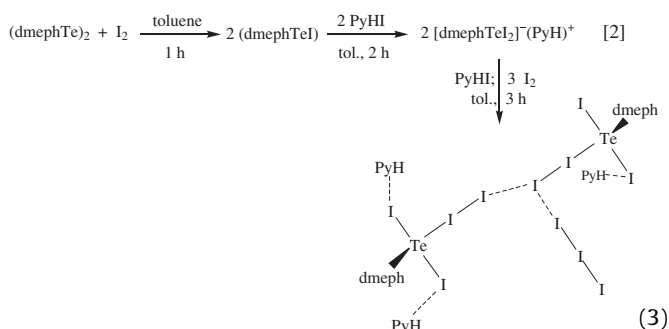 (dmephTe)2 + I2 toluene 1 h 2 (dmephTeI) 2 PyHI tol., 2 h 2 [dmephTeI2]−(PyH)+ [2]
PyHI; 3 I2
tol., 3 h
I dmeph
Te
I
PyH I
I
PyH
I
I
I
I
I
Te
I
dmeph
I
I
I
PyH
(3)